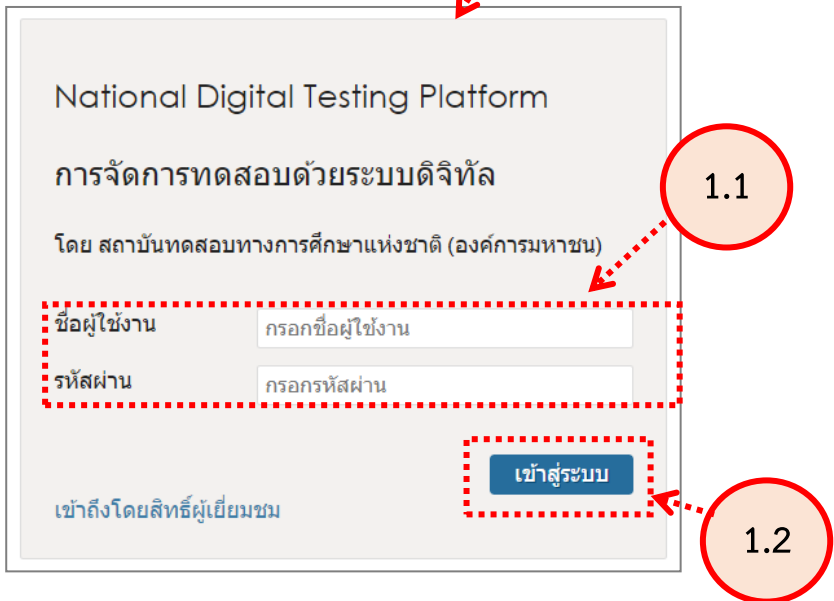 National Digital Testing Platform
การจัดการทดสอบด้วยระบบดิจิทัล
1.1
โดย สถาบันทดสอบทางการศึกษาแห่งชาติ (องค์การมหาชน)
ชื่อผู้ใช้งาน กรอกชื่อผู้ใช้งาน
รหัสผ่าน กรอกรหัสผ่าน
เข้าสู่ระบบ
เข้าถึงโดยสิทธิ์ผู้เยี่ยมชม
1.2